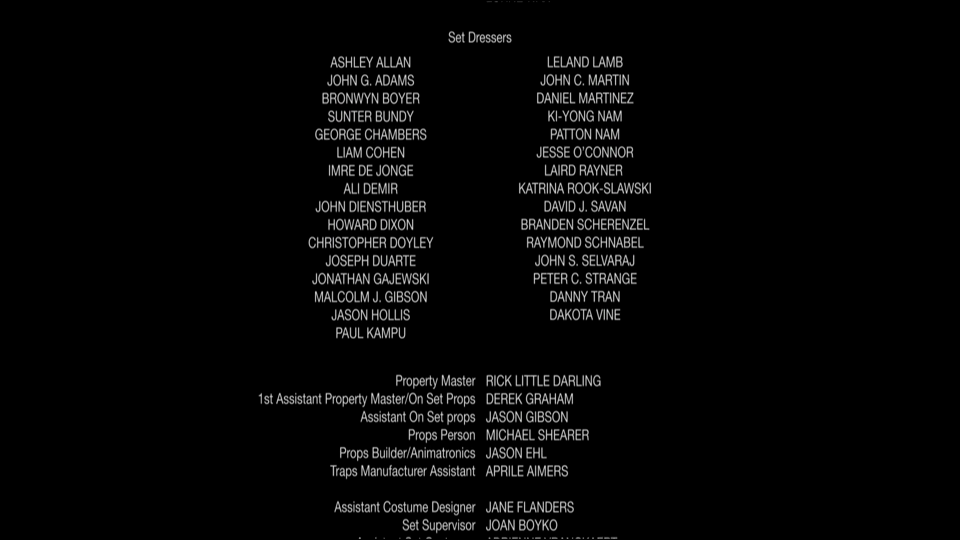 Set Dressers
ASHLEY ALLAN
JOHN G. ADAMS
BRONWYN BOYER
SUNTER BUNDY
GEORGE CHAMBERS
LIAM COHEN
IMRE DE JONGE
ALI DEMIR
JOHN DIENSTHUBER
HOWARD DIXON
CHRISTOPHER DOYLEY
JOSEPH DUARTE
JONATHAN GAJEWSKI
MALCOLM J. GIBSON
JASON HOLLIS
PAUL KAMPU
LELAND LAMB
JOHN C. MARTIN
DANIEL MARTINEZ
KI-YONG NAM
PATTON NAM
JESSE O'CONNOR
LAIRD RAYNER
KATRINA ROOK-SLAWSKI
DAVID J. SAVAN
BRANDEN SCHERENZEL
RAYMOND SCHNABEL
JOHN S. SELVARAJ
PETER C. STRANGE
DANNY TRAN
DAKOTA VINE
Property Master RICK LITTLE DARLING
1st Assistant Property Master/On Set Props DEREK GRAHAM
Assistant On Set props JASON GIBSON
Props Person MICHAEL SHEARER
Props Builder/Animatronics JASON EHL
Traps Manufacturer Assistant APRILE AIMERS
Assistant Costume Designer JANE FLANDERS
Set Supervisor JOAN BOYKO